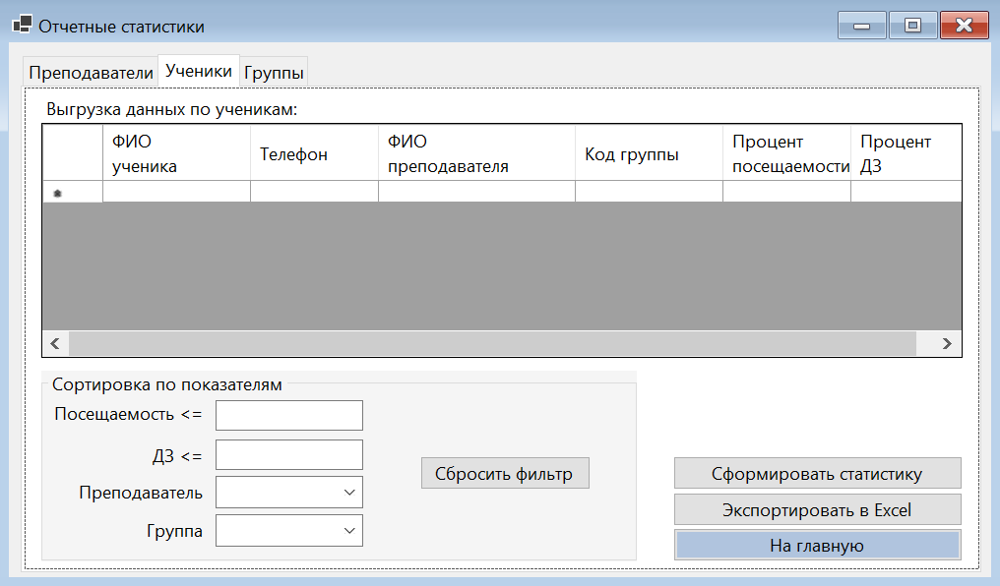 Отчетные статистики
Преподаватели Ученики Группы
Выгрузка данных по ученикам:
ФИО ученика Телефон ФИО преподавателя Код группы Процент посещаемости Процент ДЗ
Сортировка по показателям
Посещаемость <=
ДЗ <=
Преподаватель
Группа
Сбросить фильтр
Сформировать статистику
Экспортировать в Excel
На главную